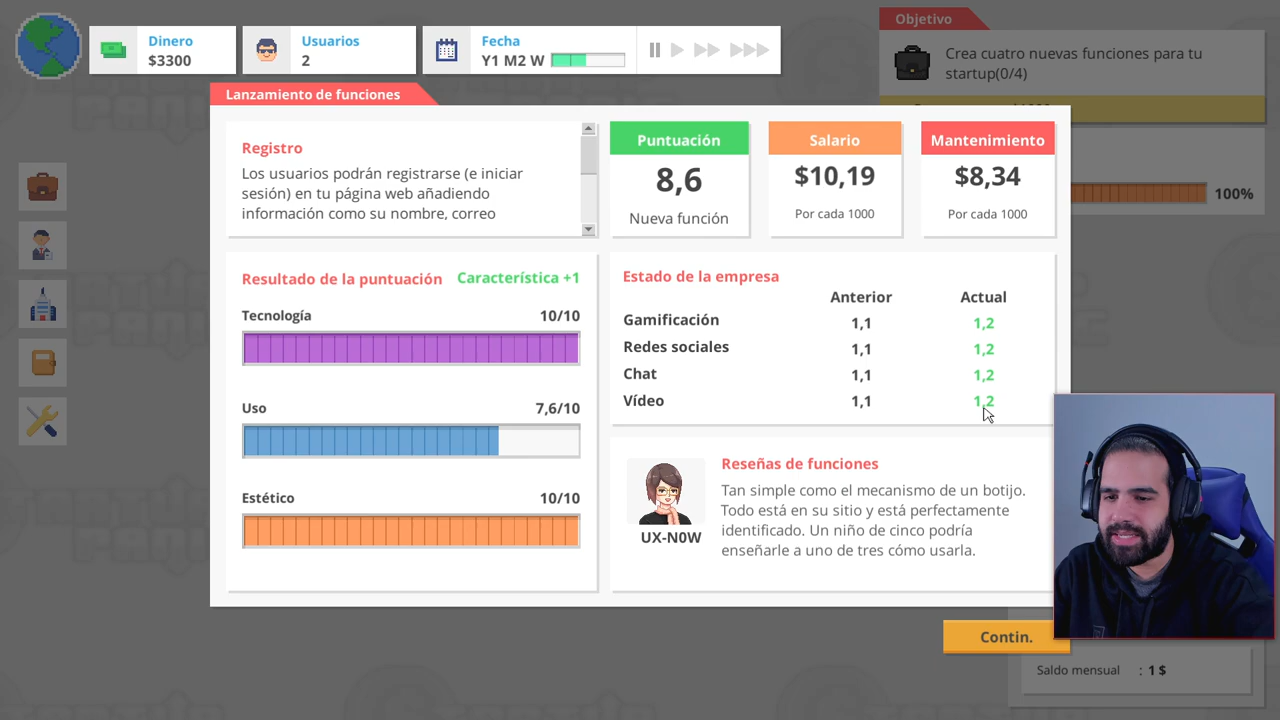 Dinero
$3300
Usuarios
2
Fecha
Y1 M2 W
Objetivo
Crea cuatro nuevas funciones para tu
startup(0/4)
100%
Lanzamiento de funciones
Registro
Los usuarios podrán registrarse (e iniciar
sesión) en tu página web añadiendo
información como su nombre, correo
Puntuación
8,6
Nueva función
Salario
$10,19
Por cada 1000
Mantenimiento
$8,34
Por cada 1000
Resultado de la puntuación Característica +1
Tecnología 10/10
Uso 7,6/10
Estético 10/10
Estado de la empresa
Anterior Actual
Gamificación 1,1 1,2
Redes sociales 1,1 1,2
Chat 1,1 1,2
Vídeo 1,1 1,2
Reseñas de funciones
Tan simple como el mecanismo de un botijo.
Todo está en su sitio y está perfectamente
identificado. Un niño de cinco podría
enseñarle a uno de tres cómo usarla.
UX-N0W
Contin.
Saldo mensual : 1 $